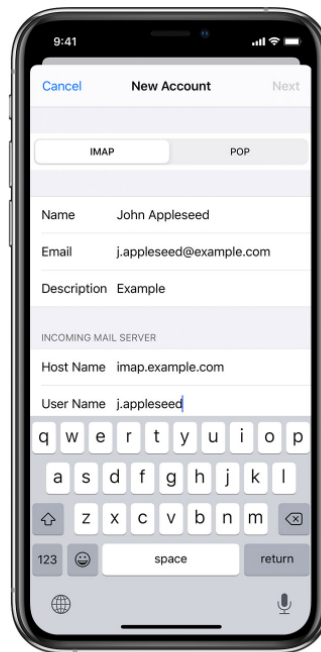 9:41
Cancel New Account Next
IMAP POP
Name John Appleseed
Email j.appleseed@example.com
Description Example
INCOMING MAIL SERVER
Host Name imap.example.com
User Name j.appleseed
q w e r t y u i o p
a s d f g h j k l
z x c v b n m
123 space return